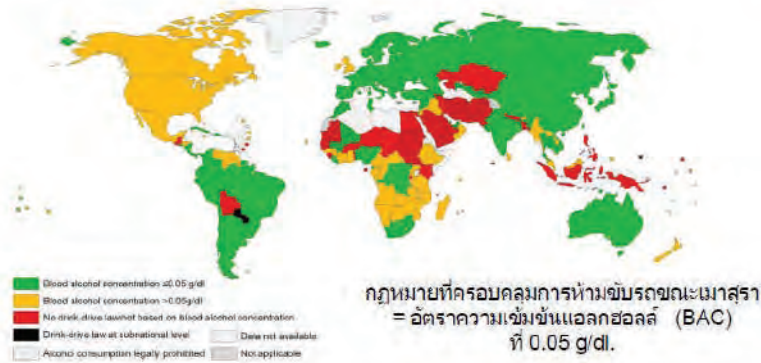 Blood alcohol concentration ≤0.05 g/dl
Blood alcohol concentration >0.05g/dl
No drink-drive law/not based on blood alcohol concentration
Drink-drive law at subnational level
Data not available
Alcohol consumption legally prohibited
Not applicable
กฎหมายที่ครอบคลุมการห้ามขับรถขณะเมาสุรา
= อัตราความเข้มข้นแอลกฮอลล์ (BAC)
ที่ 0.05 g/dl.